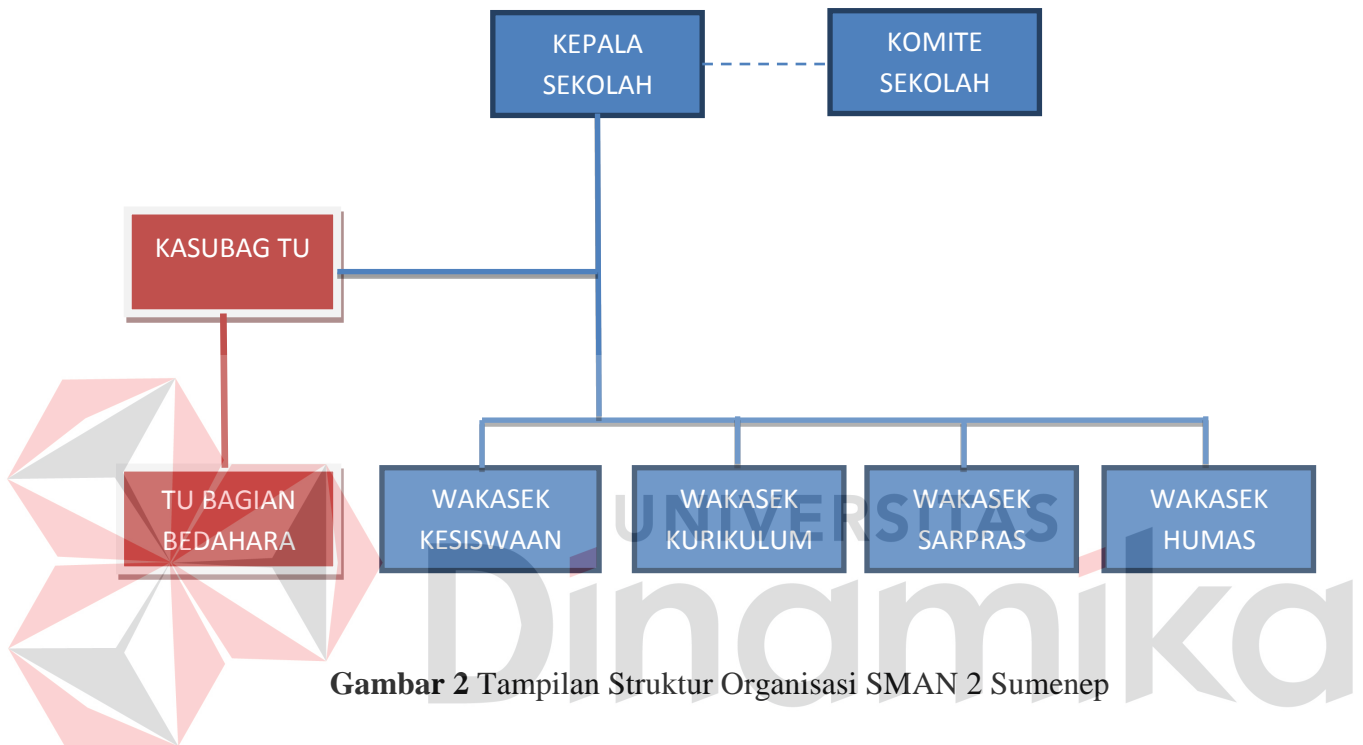 KEPALA
SEKOLAH
KOMITE
SEKOLAH
KASUBAG TU
TU BAGIAN
BEDAHARA
WAKASEK
KESISWAAN
WAKASEK
KURIKULUM
WAKASEK
SARPRAS
WAKASEK
HUMAS
UNIVERSITAS
Dinamika
Gambar 2 Tampilan Struktur Organisasi SMAN 2 Sumenep